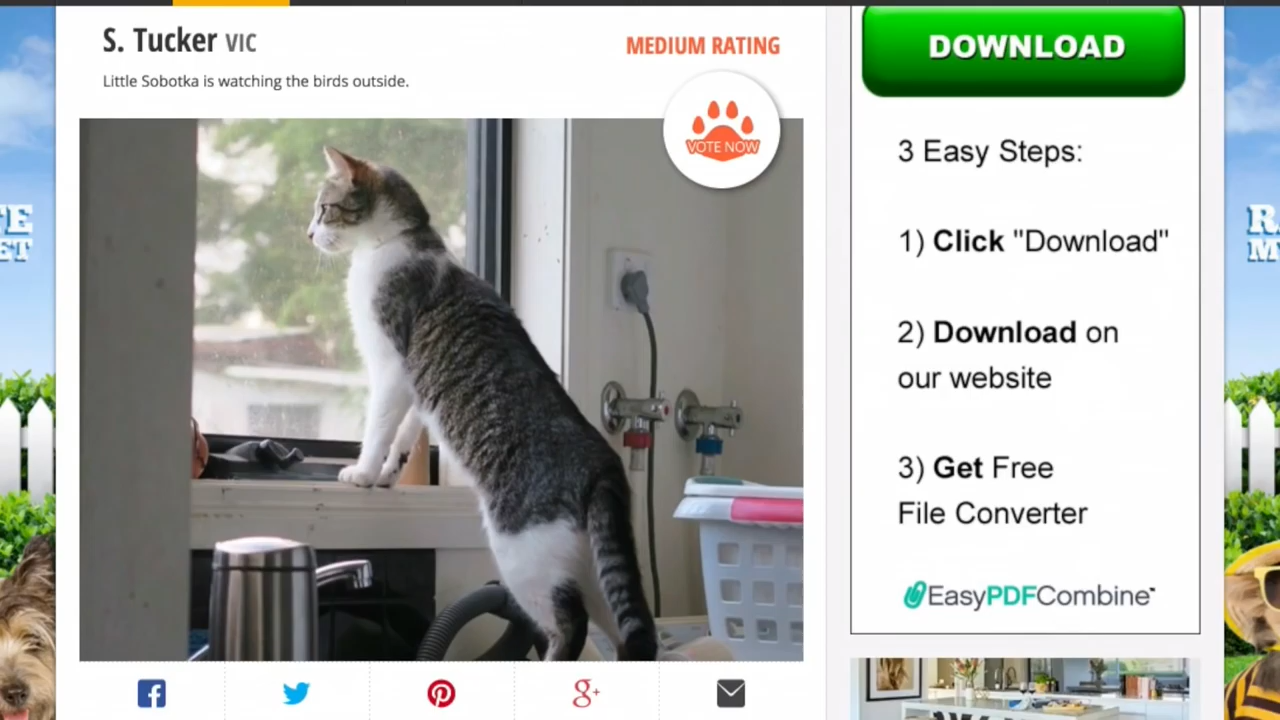 S. Tucker VIC
MEDIUM RATING
Little Sobotka is watching the birds outside.
VOTE NOW
DOWNLOAD
3 Easy Steps:
1) Click "Download"
2) Download on
our website
3) Get Free
File Converter
EasyPDFCombine™